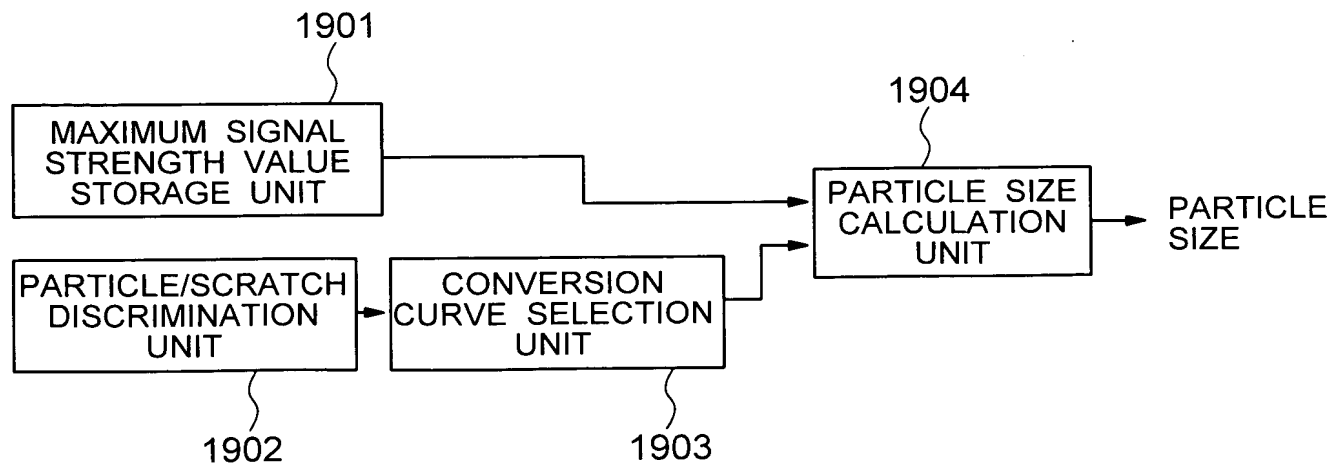 1901
MAXIMUM SIGNAL
STRENGTH VALUE
STORAGE UNIT
1904
PARTICLE SIZE
CALCULATION
UNIT
PARTICLE
SIZE
PARTICLE/SCRATCH
DISCRIMINATION
UNIT
1902
CONVERSION
CURVE SELECTION
UNIT
1903